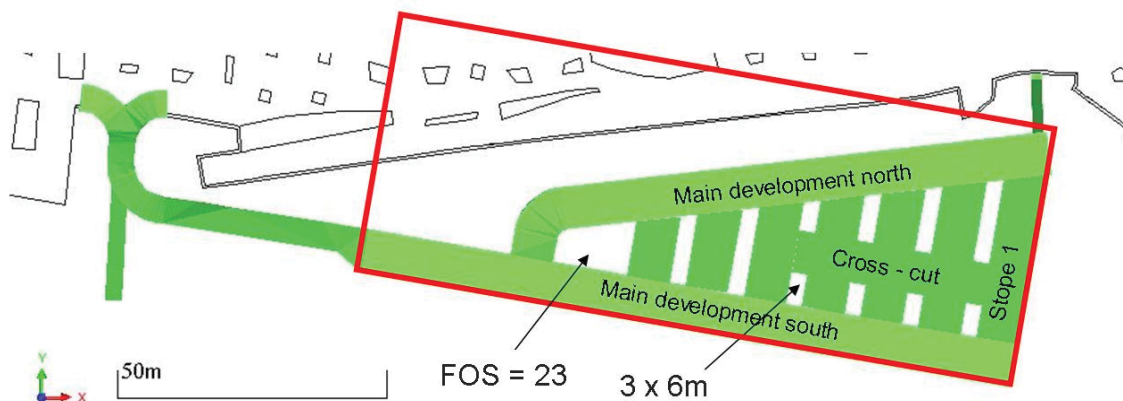 Main development north
Cross - cut
Stope 1
Main development south
Y
X
50m
FOS = 23
3 x 6m